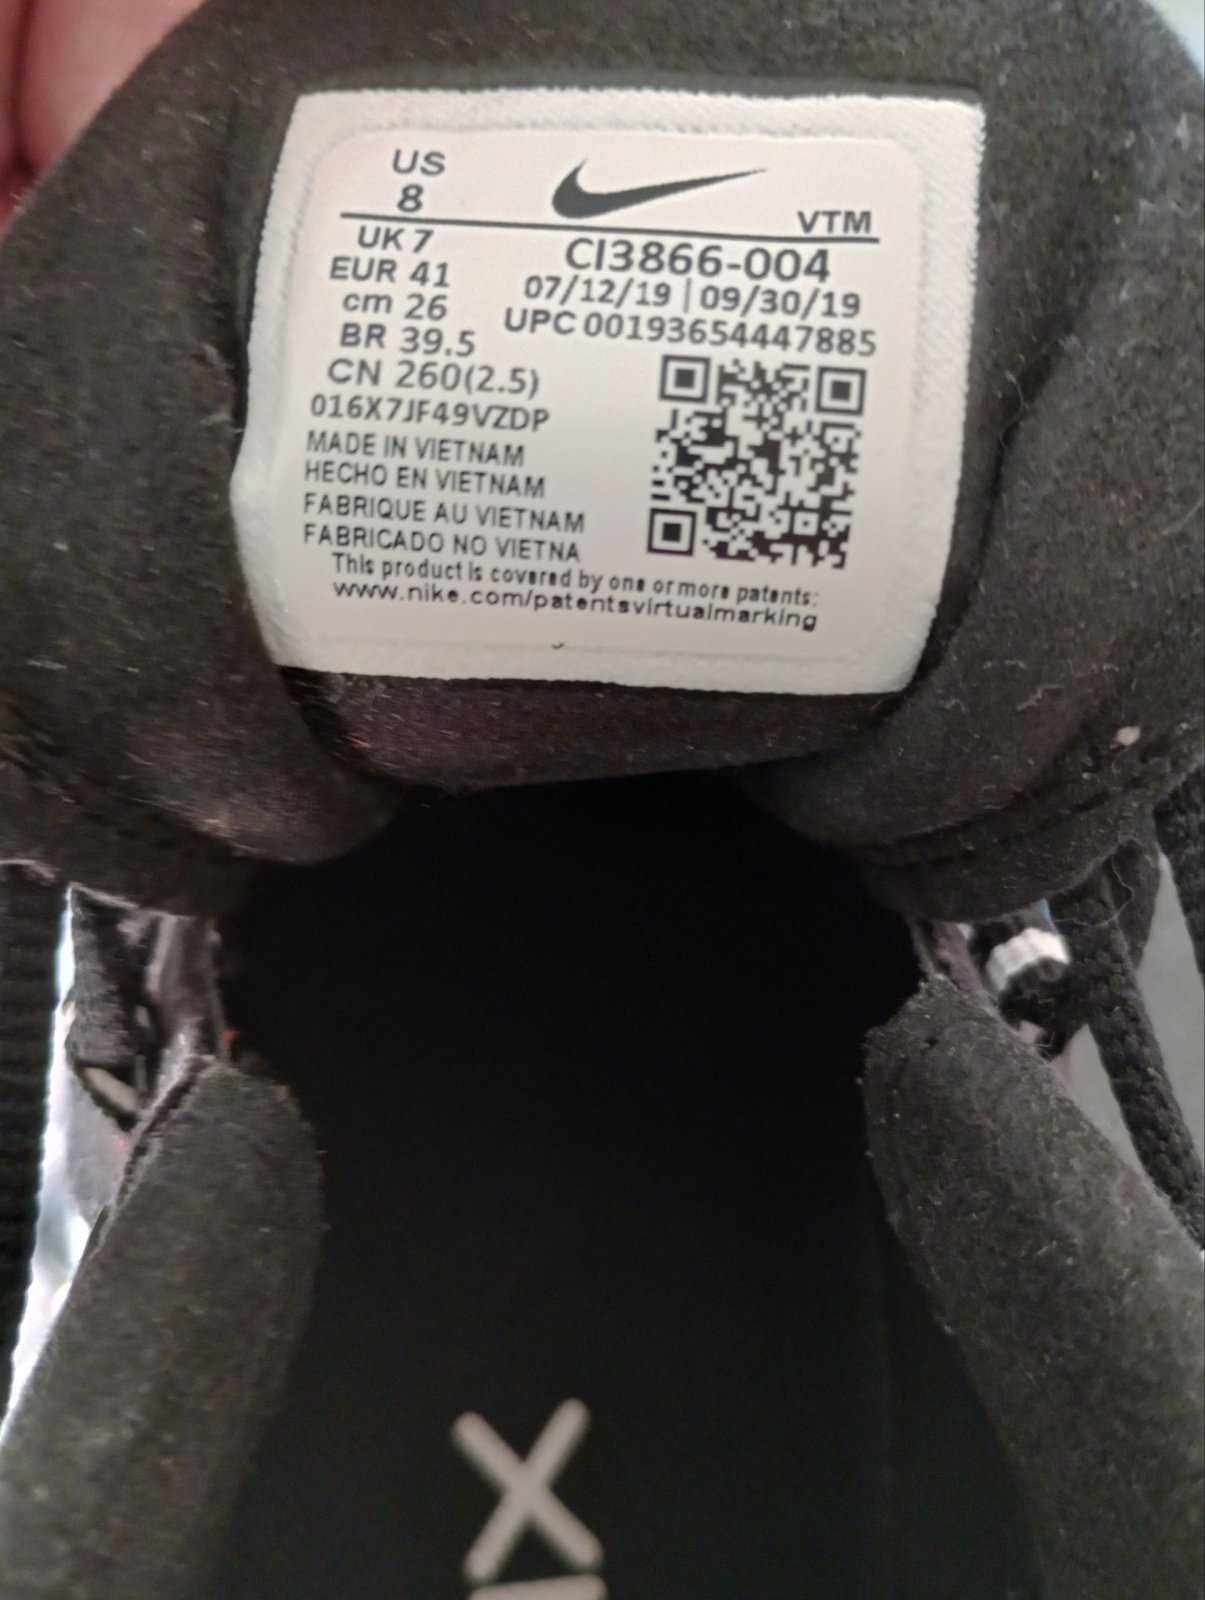 US
8
VTM
UK 7
CI3866-004
EUR 41
07/12/19 | 09/30/19
cm 26
UPC 00193654447885
BR 39.5
CN 260(2.5)
016X7JF49VZDP
MADE IN VIETNAM
HECHO EN VIETNAM
FABRIQUE AU VIETNAM
FABRICADO NO VIETNA
This product is covered by one or more patents:
www.nike.com/patentsvirtualmarking
X